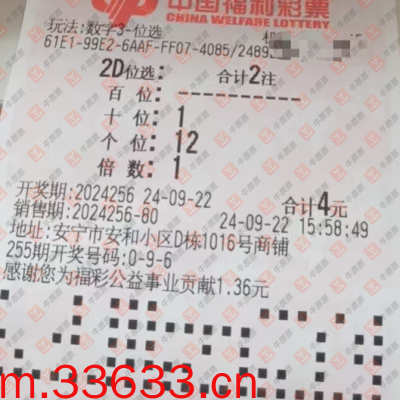 中国福利彩票
CHINA WELFARE LOTTERY
玩法:数字3-位选
61E1-99E2-6AAF-FF07-4085/2489
2D位选: 合计2注
百 位: ----------
十 位: 1
个 位: 12
倍 数: 1
开奖期:2024256 24-09-22 合计4元
销售期:2024256-80 24-09-22 15:58:49
地址:安宁市安和小区D栋1016号商铺
255期开奖号码:0-9-6
感谢您为福彩公益事业贡献1.36元
m.33633.cn